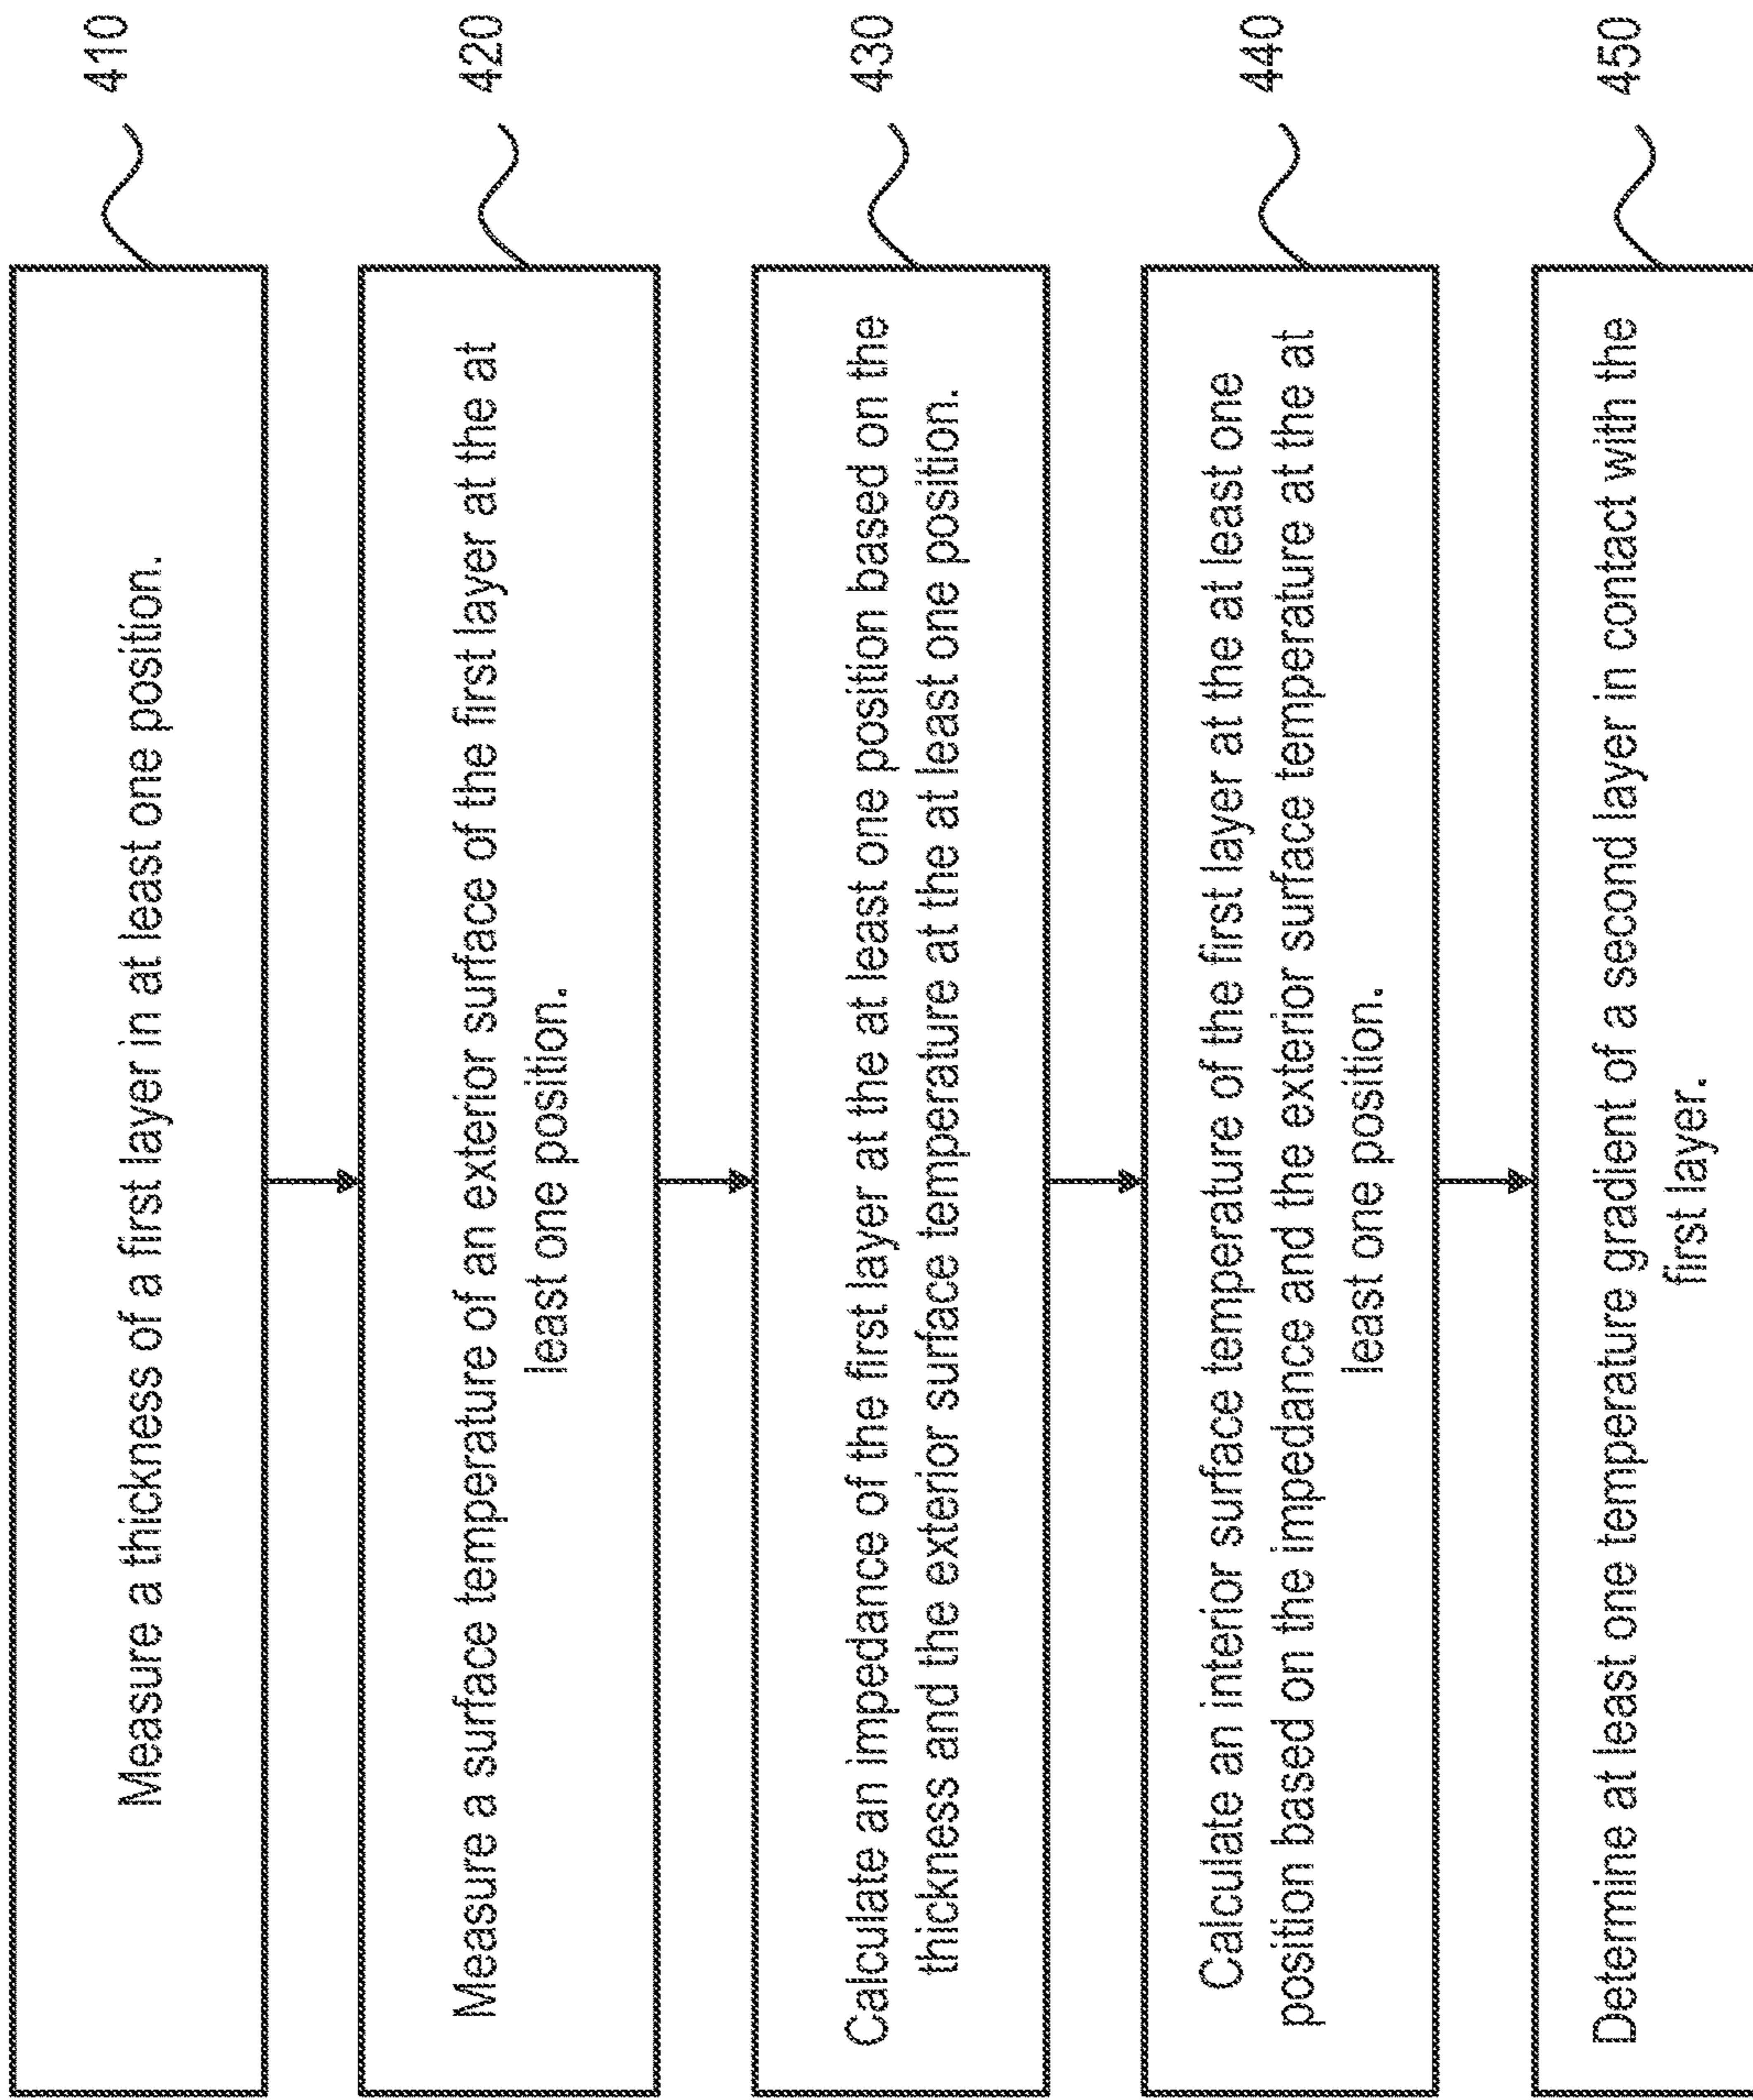 Measure a thickness of a first layer in at least one position.
410
Measure a surface temperature of an exterior surface of the first layer at the at
least one position.
420
Calculate an impedance of the first layer at the at least one position based on the
thickness and the exterior surface temperature at the at least one position.
430
Calculate an interior surface temperature of the first layer at the at least one
position based on the impedance and the exterior surface temperature at the at
least one position.
440
Determine at least one temperature gradient of a second layer in contact with the
first layer.
450